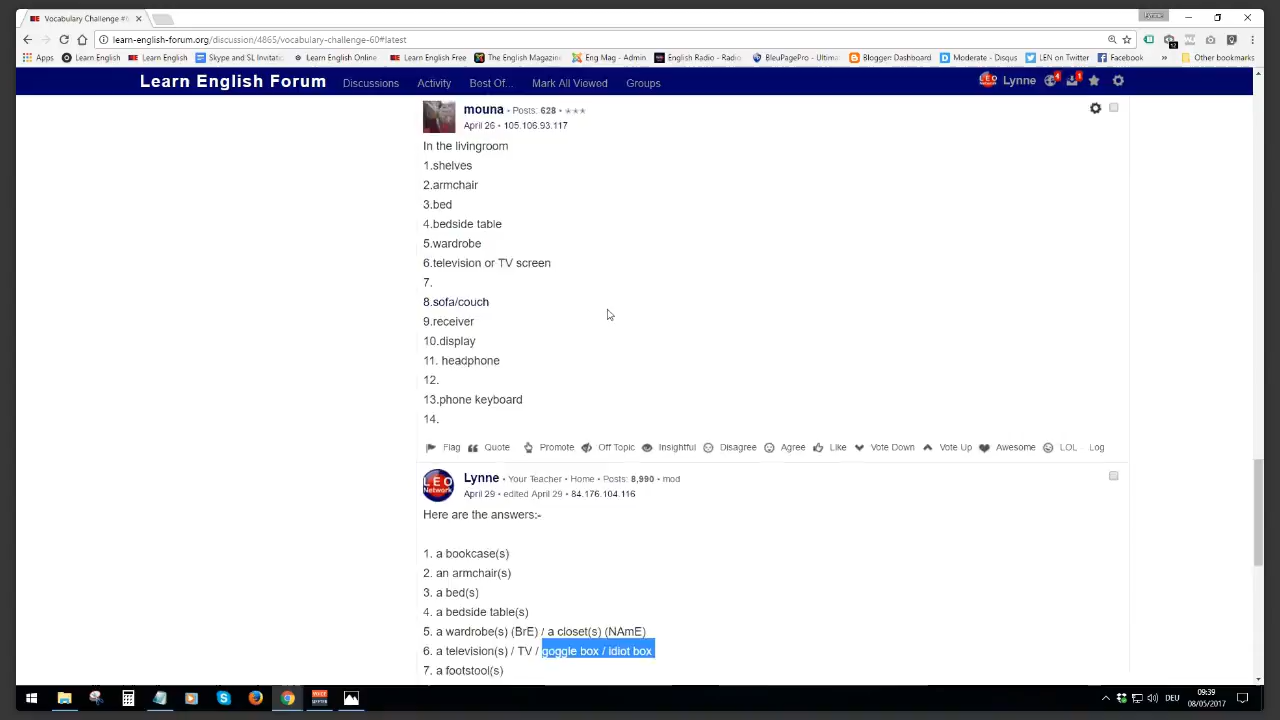 Vocabulary Challenge #6
Lynne
learn-english-forum.org/discussion/4865/vocabulary-challenge-60#latest
Apps Learn English Learn English Skype and SL Invitatio Learn English Online Learn English Free The English Magazine Eng Mag - Admin English Radio - Radio BleuPagePro - Ultima Blogger: Dashboard Moderate - Disqus LEN on Twitter Facebook » Other bookmarks
Learn English Forum Discussions Activity Best Of... Mark All Viewed Groups LEO Lynne 4 1
mouna • Posts: 628 • ★★★
April 26 • 105.106.93.117
In the livingroom
1.shelves
2.armchair
3.bed
4.bedside table
5.wardrobe
6.television or TV screen
7.
8.sofa/couch
9.receiver
10.display
11. headphone
12.
13.phone keyboard
14.
Flag Quote Promote Off Topic Insightful Disagree Agree Like Vote Down Vote Up Awesome LOL Log
LEO Network
Lynne • Your Teacher • Home • Posts: 8,990 • mod
April 29 • edited April 29 • 84.176.104.116
Here are the answers:-
1. a bookcase(s)
2. an armchair(s)
3. a bed(s)
4. a bedside table(s)
5. a wardrobe(s) (BrE) / a closet(s) (NAmE)
6. a television(s) / TV / goggle box / idiot box
7. a footstool(s)
DEU
09:39
08/05/2017